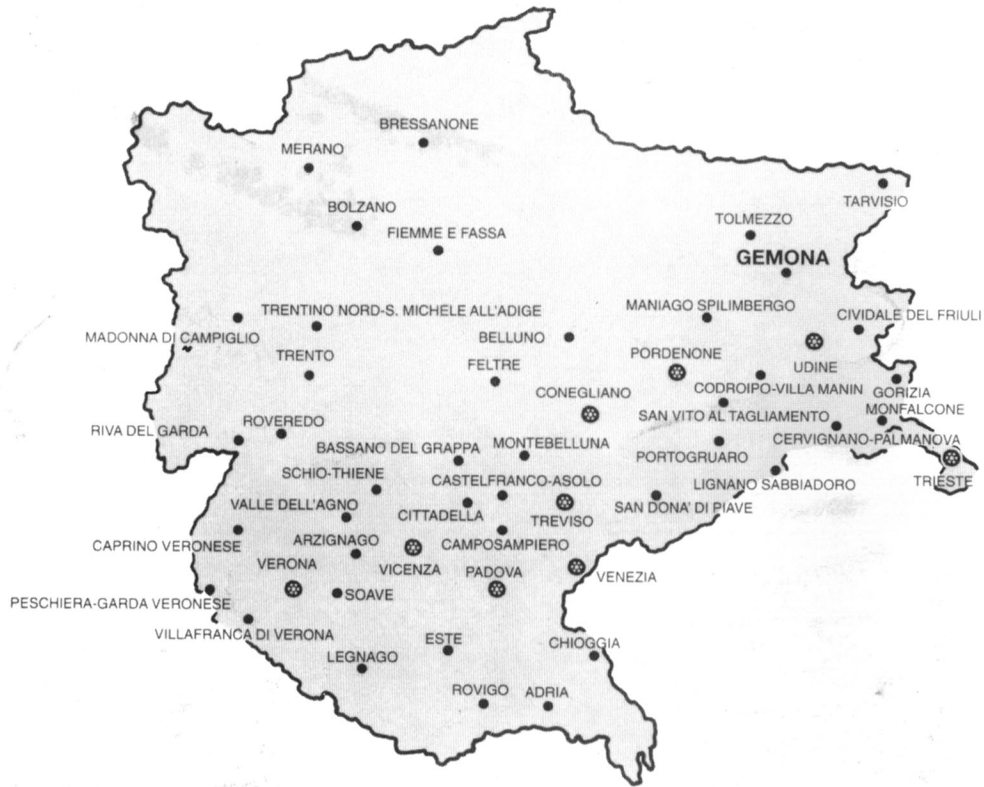 BRESSANONE
MERANO
TARVISIO
BOLZANO
TOLMEZZO
FIEMME E FASSA
GEMONA
MANIAGO SPILIMBERGO
TRENTINO NORD-S. MICHELE ALL'ADIGE
CIVIDALE DEL FRIULI
MADONNA DI CAMPIGLIO
BELLUNO
TRENTO
PORDENONE
UDINE
FELTRE
CODROIPO-VILLA MANIN
GORIZIA
CONEGLIANO
SAN VITO AL TAGLIAMENTO
MONFALCONE
ROVEREDO
RIVA DEL GARDA
CERVIGNANO-PALMANOVA
BASSANO DEL GRAPPA
MONTEBELLUNA
PORTOGRUARO
SCHIO-THIENE
CASTELFRANCO-ASOLO
LIGNANO SABBIADORO
TRIESTE
VALLE DELL'AGNO
CITTADELLA
TREVISO
SAN DONA' DI PIAVE
CAPRINO VERONESE
ARZIGNAGO
CAMPOSAMPIERO
VERONA
VICENZA
PADOVA
VENEZIA
PESCHIERA-GARDA VERONESE
SOAVE
VILLAFRANCA DI VERONA
ESTE
CHIOGGIA
LEGNAGO
ROVIGO
ADRIA